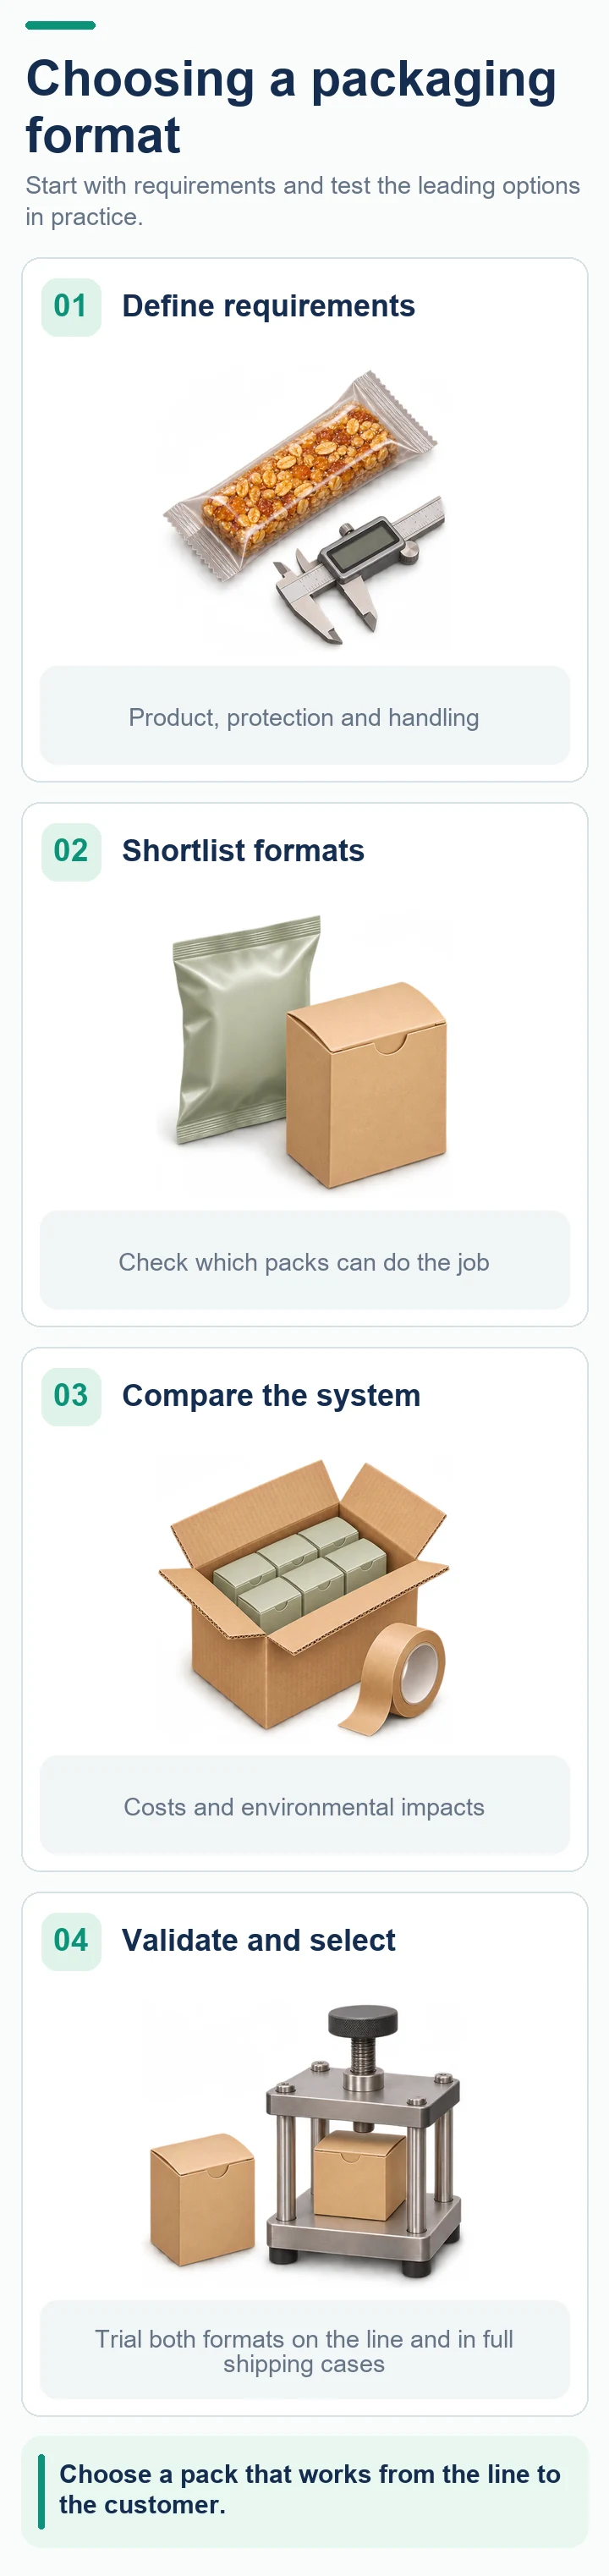 Choosing a packaging
format
Start with requirements and test the leading options
in practice.
01
Define requirements
Product, protection and handling
02
Shortlist formats
Check which packs can do the job
03
Compare the system
Costs and environmental impacts
04
Validate and select
Trial both formats on the line and in full
shipping cases
Choose a pack that works from the line to
the customer.